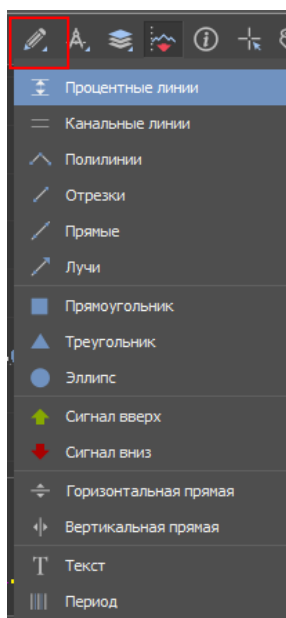 A
Процентные линии
Канальные линии
Полилинии
Отрезки
Прямые
Лучи
Прямоугольник
Треугольник
Эллипс
Сигнал вверх
Сигнал вниз
Горизонтальная прямая
Вертикальная прямая
T Текст
Период